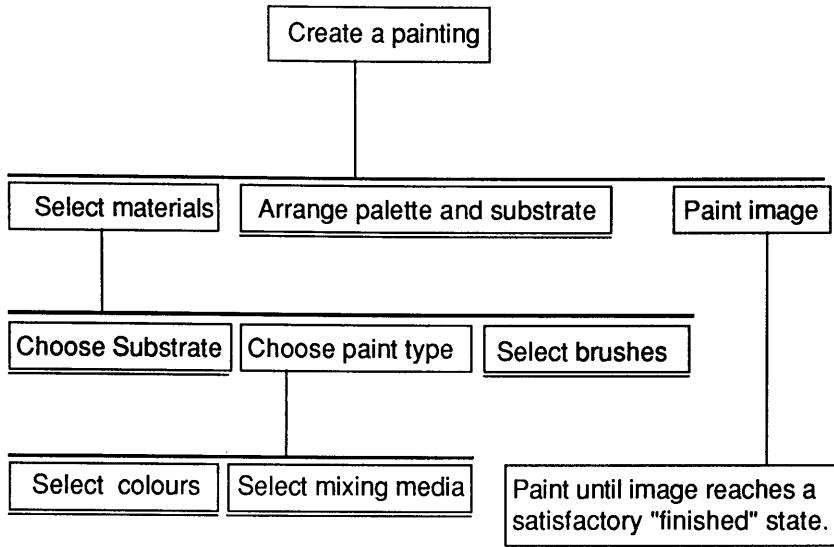 Create a painting
Select materials
Arrange palette and substrate
Paint image
Choose Substrate
Choose paint type
Select brushes
Select colours
Select mixing media
Paint until image reaches a
satisfactory "finished" state.